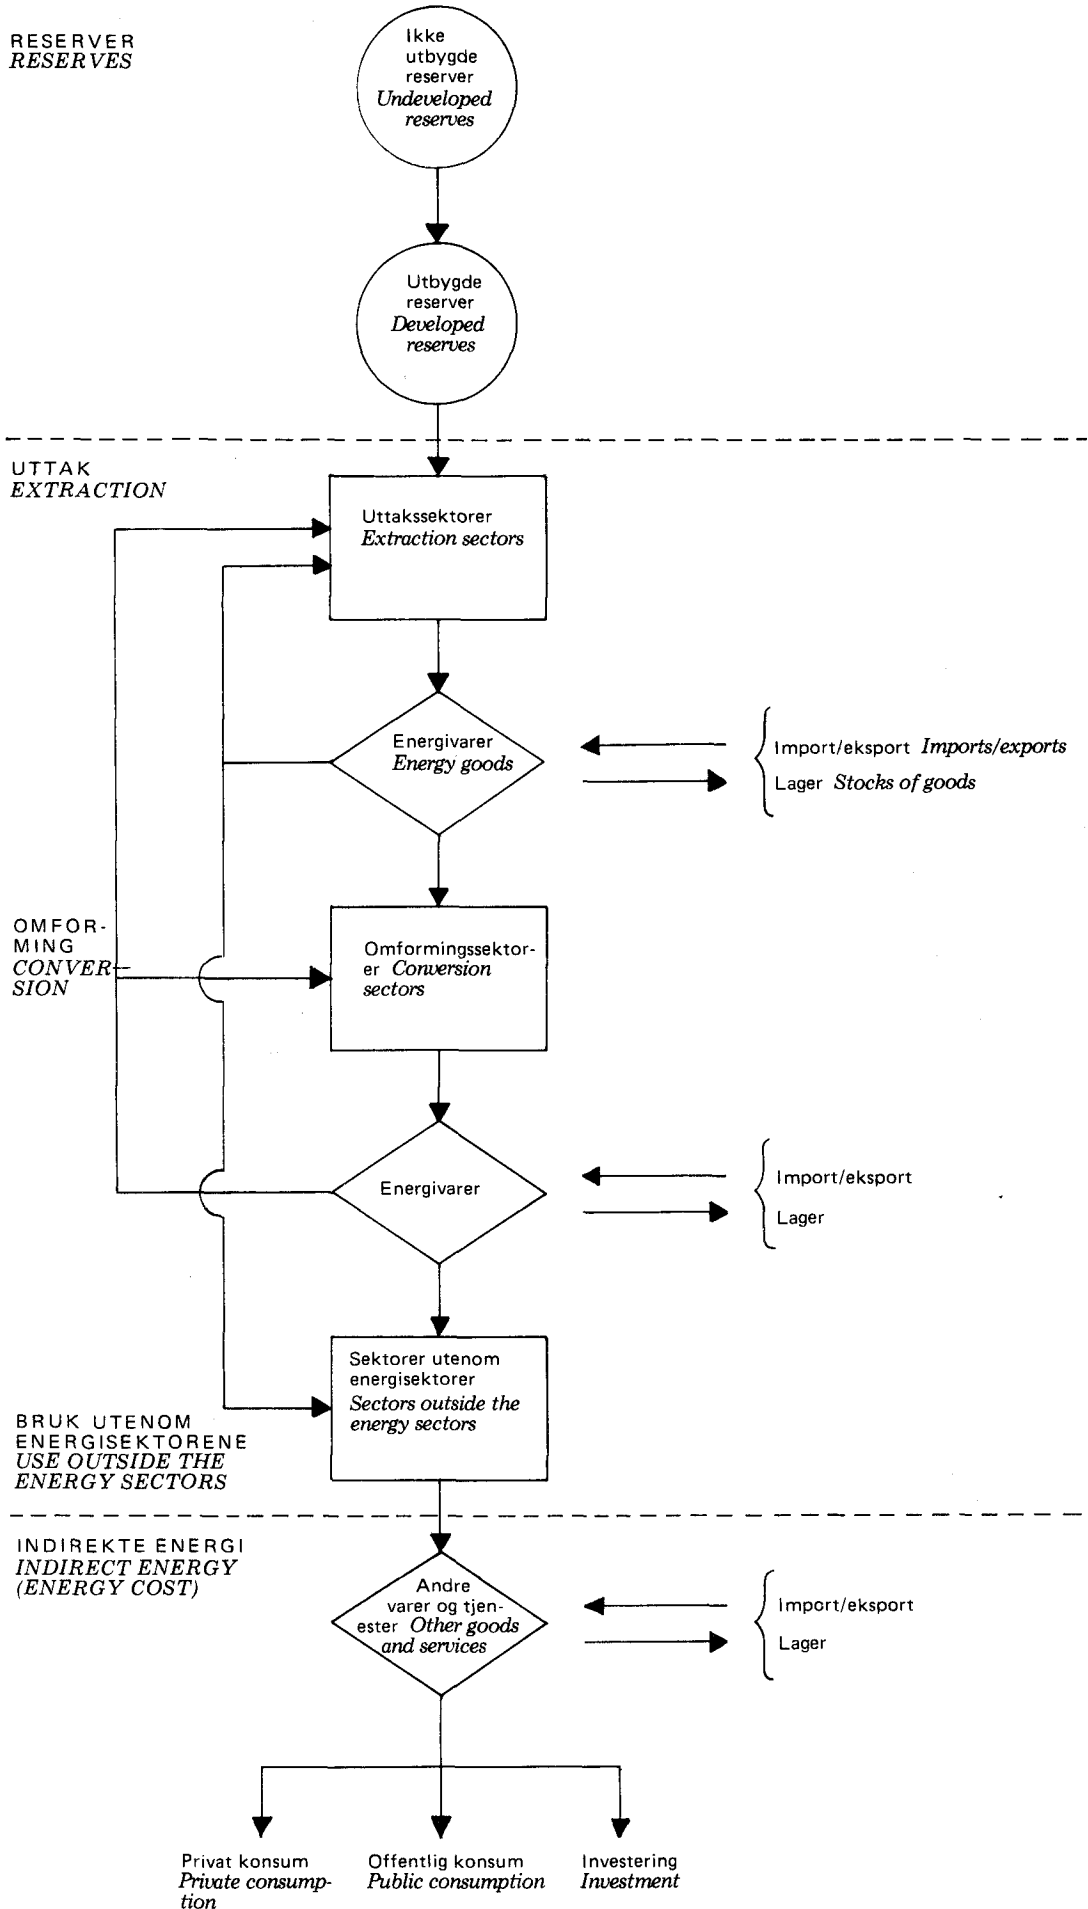 RESERVER
RESERVES
Ikke
utbygde
reserver
Undeveloped
reserves
Utbygde
reserver
Developed
reserves
UTTAK
EXTRACTION
Uttakssektorer
Extraction sectors
Energivarer
Energy goods
Import/eksport Imports/exports
Lager Stocks of goods
OMFOR-
MING
CONVER-
SION
Omformingssektor-
er Conversion
sectors
Energivarer
Import/eksport
Lager
Sektorer utenom
energisektorer
Sectors outside the
energy sectors
BRUK UTENOM
ENERGISEKTORENE
USE OUTSIDE THE
ENERGY SECTORS
INDIREKTE ENERGI
INDIRECT ENERGY
(ENERGY COST)
Andre
varer og tjen-
ester Other goods
and services
Import/eksport
Lager
Privat konsum
Private consump-
tion
Offentlig konsum
Public consumption
Investering
Investment